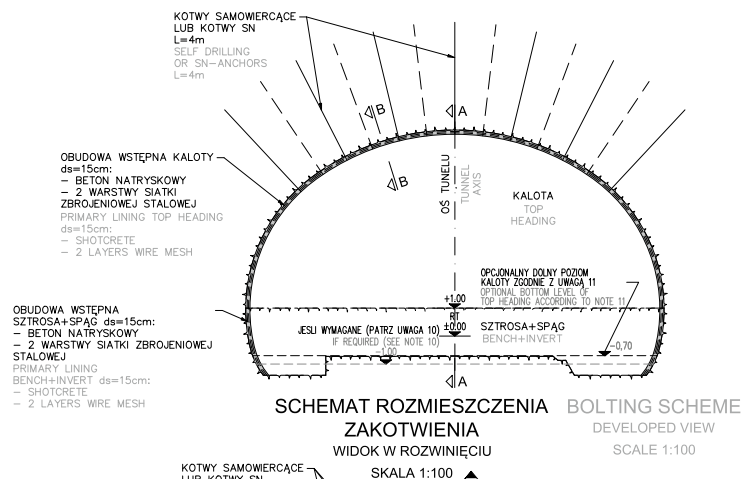 KOTWY SAMOWIERCĄCE
LUB KOTWY SN
L=4m
SELF DRILLING
OR SN-ANCHORS
L=4m
B
A
OBUDOWA WSTĘPNA KALOTY
ds=15cm:
- BETON NATRYSKOWY
- 2 WARSTWY SIATKI
ZBROJENIOWEJ STALOWEJ
PRIMARY LINING TOP HEADING
ds=15cm:
- SHOTCRETE
- 2 LAYERS WIRE MESH
B
OŚ TUNELU
TUNNEL
AXIS
KALOTA
TOP
HEADING
OPCJONALNY DOLNY POZIOM
KALOTY ZGODNIE Z UWAGĄ 11
OPTIONAL BOTTOM LEVEL OF
TOP HEADING ACCORDING TO NOTE 11
+1.00
RT
±0.00
OBUDOWA WSTĘPNA
SZTROSA+SPĄG ds=15cm:
- BETON NATRYSKOWY
- 2 WARSTWY SIATKI ZBROJENIOWEJ
STALOWEJ
PRIMARY LINING
BENCH+INVERT ds=15cm:
- SHOTCRETE
- 2 LAYERS WIRE MESH
JESLI WYMAGANE (PATRZ UWAGA 10)
IF REQUIRED (SEE NOTE 10)
-1.00
SZTROSA+SPĄG
BENCH+INVERT
-0,70
A
SCHEMAT ROZMIESZCZENIA
ZAKOTWIENIA
WIDOK W ROZWINIĘCIU
SKALA 1:100
BOLTING SCHEME
DEVELOPED VIEW
SCALE 1:100
KOTWY SAMOWIERCĄCE
LUB KOTWY SN